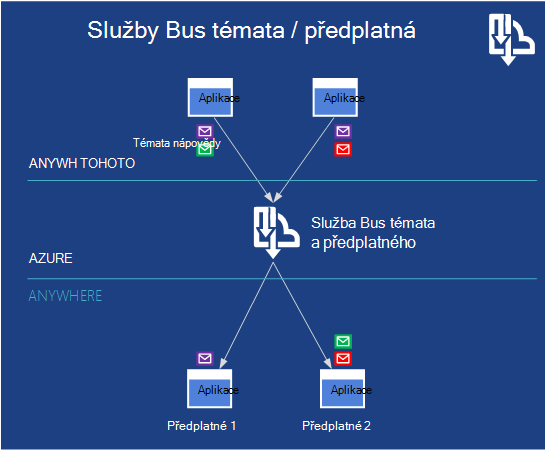 Služby Bus témata / předplatná
Aplikace
Aplikace
Témata nápovědy
ANYWH TOHOTO
Služba Bus témata
a předplatného
AZURE
ANYWHERE
Aplikace
Aplikace
Předplatné 1
Předplatné 2